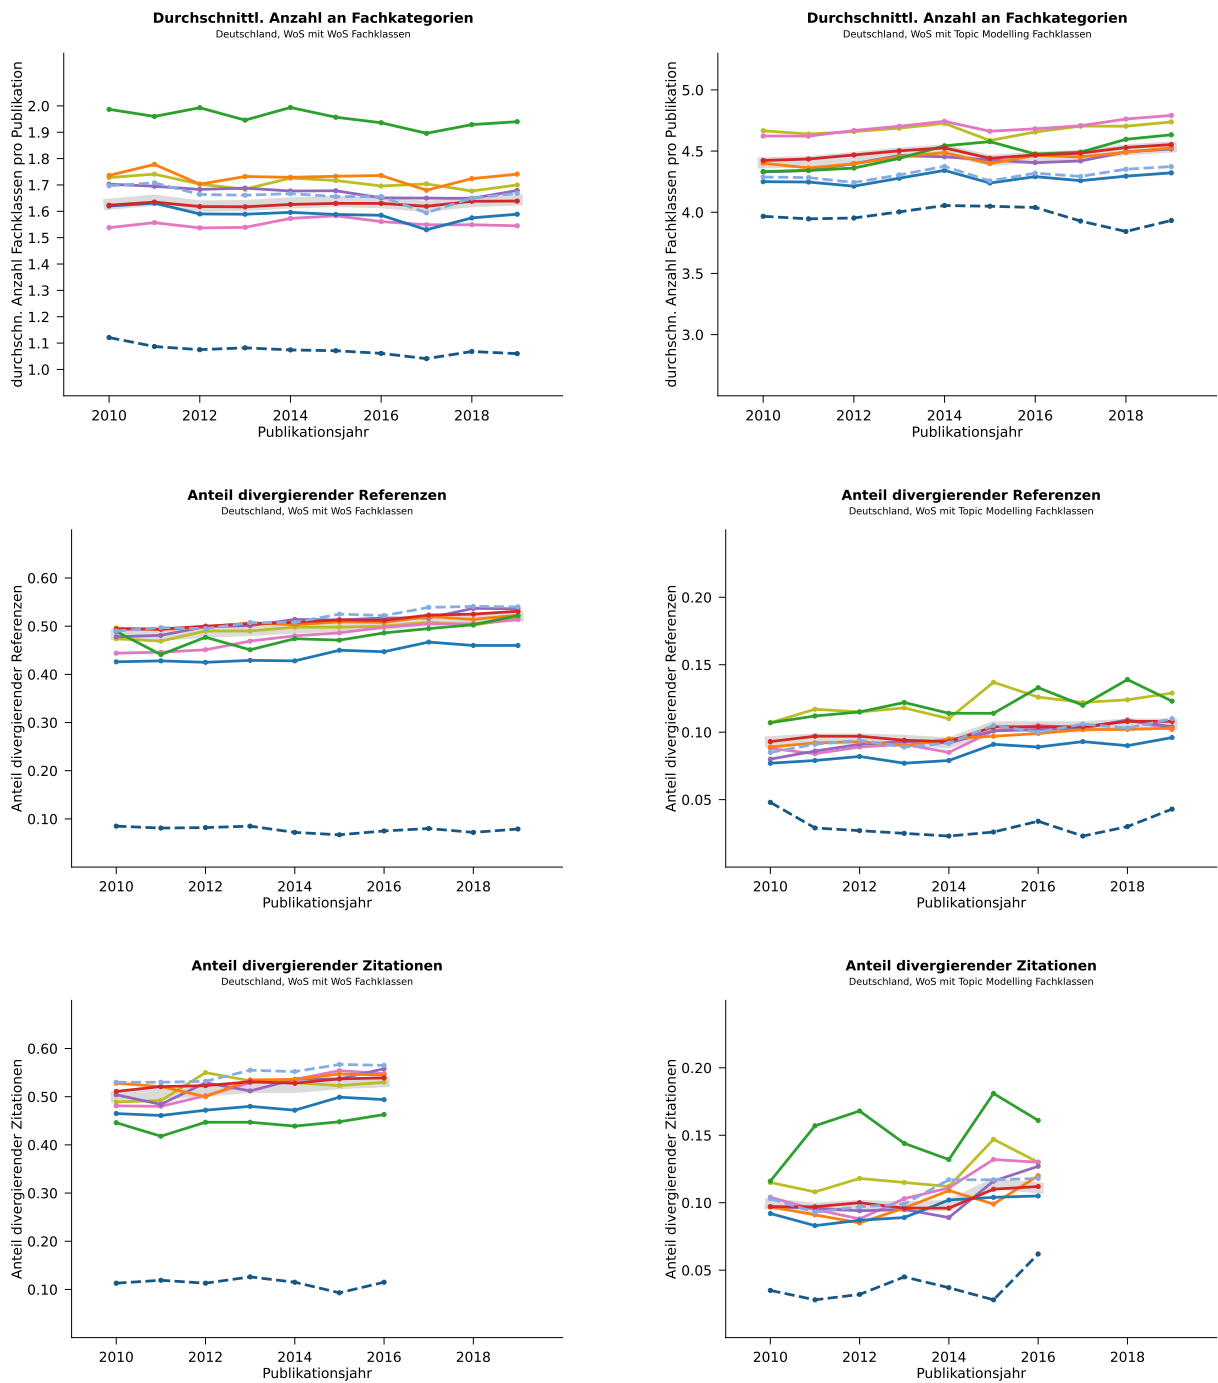 Durchschnittl. Anzahl an Fachkategorien
Deutschland, WoS mit WoS Fachklassen
durchschn. Anzahl Fachklassen pro Publikation
2.0
1.9
1.8
1.7
1.6
1.5
1.4
1.3
1.2
1.1
1.0
2010 2012 2014 2016 2018
Publikationsjahr
Durchschnittl. Anzahl an Fachkategorien
Deutschland, WoS mit Topic Modelling Fachklassen
durchschn. Anzahl Fachklassen pro Publikation
5.0
4.5
4.0
3.5
3.0
2010 2012 2014 2016 2018
Publikationsjahr
Anteil divergierender Referenzen
Deutschland, WoS mit WoS Fachklassen
Anteil divergierender Referenzen
0.60
0.50
0.40
0.30
0.20
0.10
2010 2012 2014 2016 2018
Publikationsjahr
Anteil divergierender Referenzen
Deutschland, WoS mit Topic Modelling Fachklassen
Anteil divergierender Referenzen
0.20
0.15
0.10
0.05
2010 2012 2014 2016 2018
Publikationsjahr
Anteil divergierender Zitationen
Deutschland, WoS mit WoS Fachklassen
Anteil divergierender Zitationen
0.60
0.50
0.40
0.30
0.20
0.10
2010 2012 2014 2016 2018
Publikationsjahr
Anteil divergierender Zitationen
Deutschland, WoS mit Topic Modelling Fachklassen
Anteil divergierender Zitationen
0.20
0.15
0.10
0.05
2010 2012 2014 2016 2018
Publikationsjahr